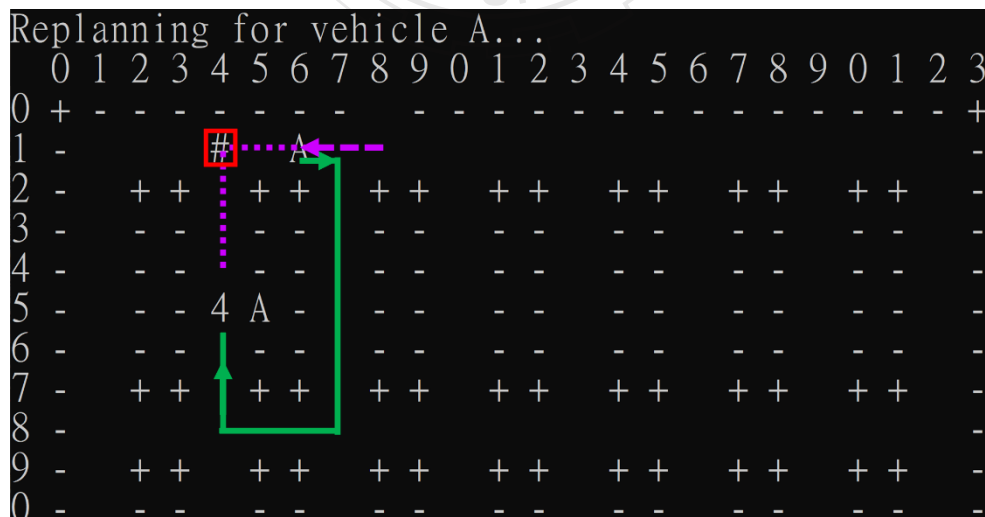 Replanning for vehicle A...
0 1 2 3 4 5 6 7 8 9 0 1 2 3 4 5 6 7 8 9 0 1 2 3
0 + - - - - - - - - - - - - - - - - - - - - - +
1 - # A -
2 - + + + + + + + + + + + + + + -
3 - - - - - - - - - - - - - - - -
4 - - - - - - - - - - - - - - - -
5 - - - 4 A - - - - - - - - - - - -
6 - - - - - - - - - - - - - - - -
7 - + + + + + + + + + + + + + + -
8 - -
9 - + + + + + + + + + + + + + + -
0 - - - - - - - - - - - - - - - -